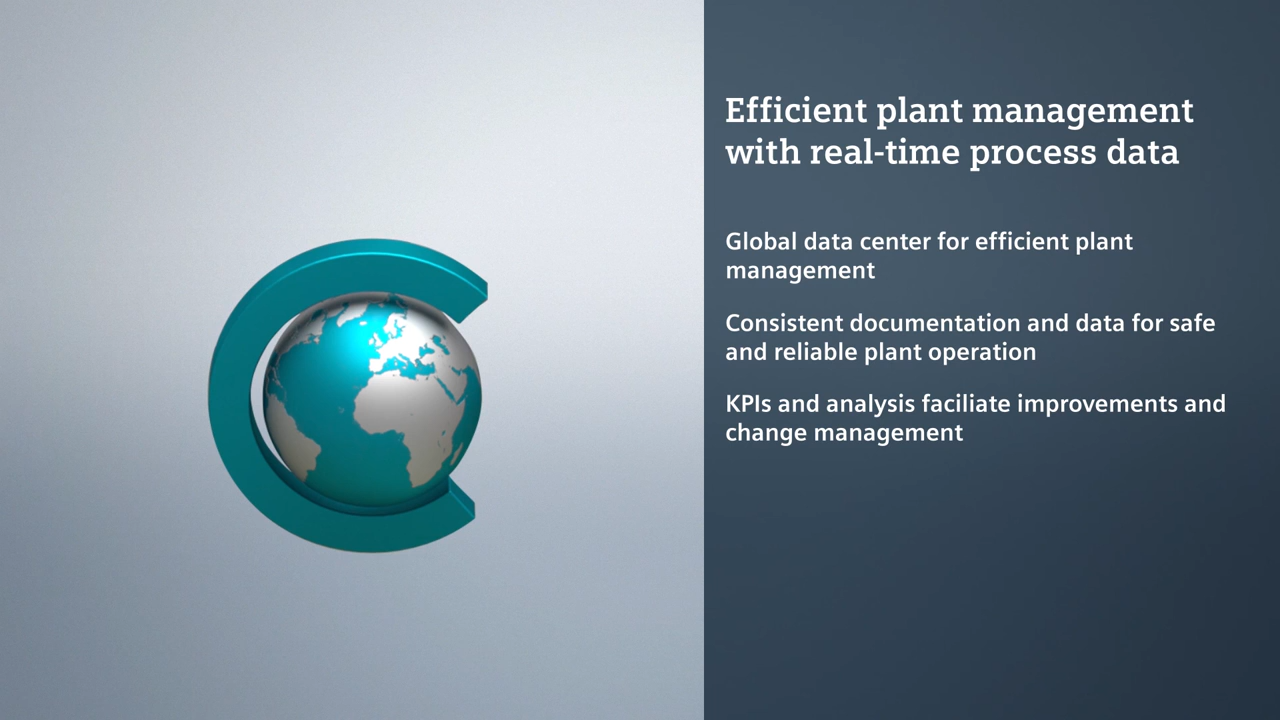 Efficient plant management
with real-time process data
Global data center for efficient plant
management
Consistent documentation and data for safe
and reliable plant operation
KPIs and analysis faciliate improvements and
change management